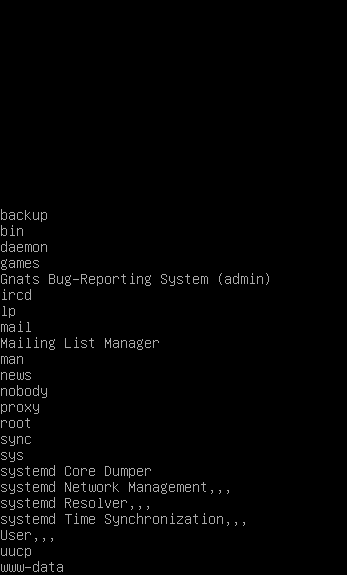 backup
bin
daemon
games
Gnats Bug-Reporting System (admin)
ircd
lp
mail
Mailing List Manager
man
news
nobody
proxy
root
sync
sys
systemd Core Dumper
systemd Network Management,,,
systemd Resolver,,,
systemd Time Synchronization,,,
User,,,
uucp
www-data